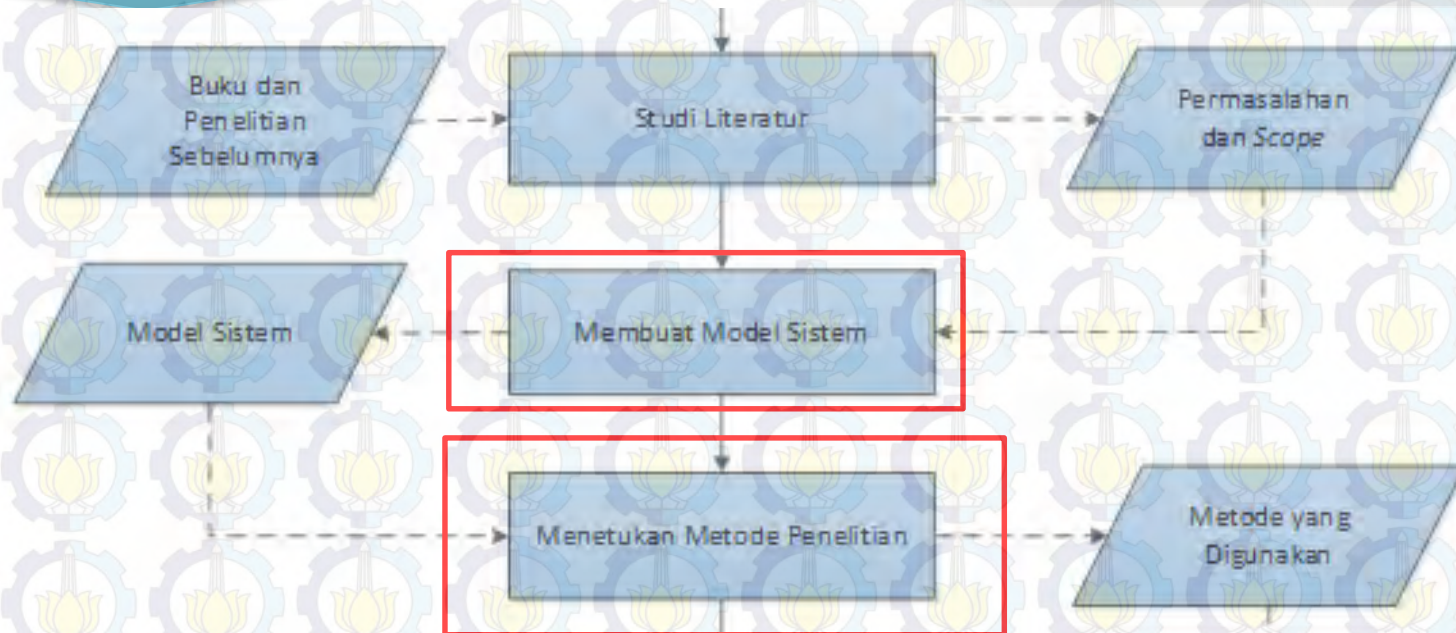 Buku dan
Penelitian
Sebelumnya
Studi Literatur
Permasalahan
dan Scope
Model Sistem
Membuat Model Sistem
Menetukan Metode Penelitian
Metode yang
Digunakan